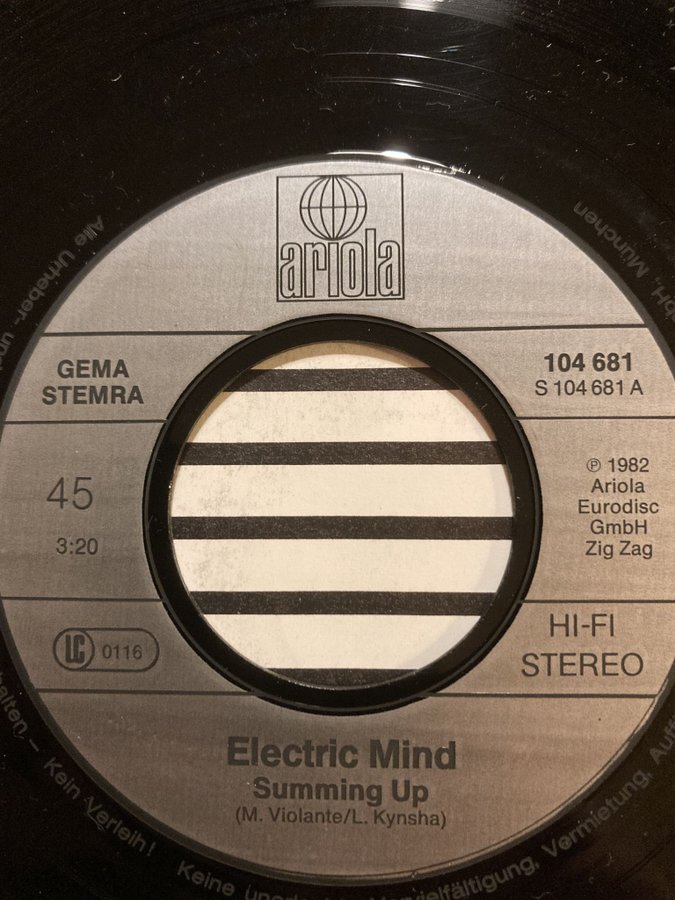 ariola
GEMA
STEMRA
104 681
S 104 681 A
45
3:20
℗ 1982
Ariola
Eurodisc
GmbH
Zig Zag
LC 0116
HI-FI
STEREO
Electric Mind
Summing Up
(M. Violante/L. Kynsha)
Alle Urheber-
München
Kein Verleih! Keine
Vermietung,